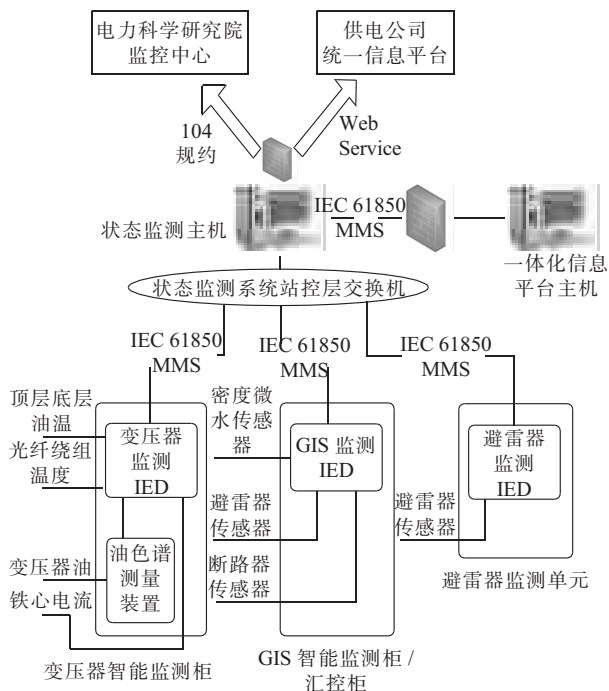 电力科学研究院
监控中心
供电公司
统一信息平台
104
规约
Web
Service
状态监测主机
IEC 61850
MMS
一体化信息
平台主机
状态监测系统站控层交换机
IEC 61850
MMS
IEC 61850
MMS
IEC 61850
MMS
顶层底层
油温
光纤绕组
温度
变压器
监测
IED
密度微
水传感
器
GIS 监测
IED
避雷器
监测
IED
避雷器
传感器
避雷器
传感器
变压器油
铁心电流
油色谱
测量
装置
断路器
传感器
避雷器监测单元
变压器智能监测柜
GIS 智能监测柜 /
汇控柜